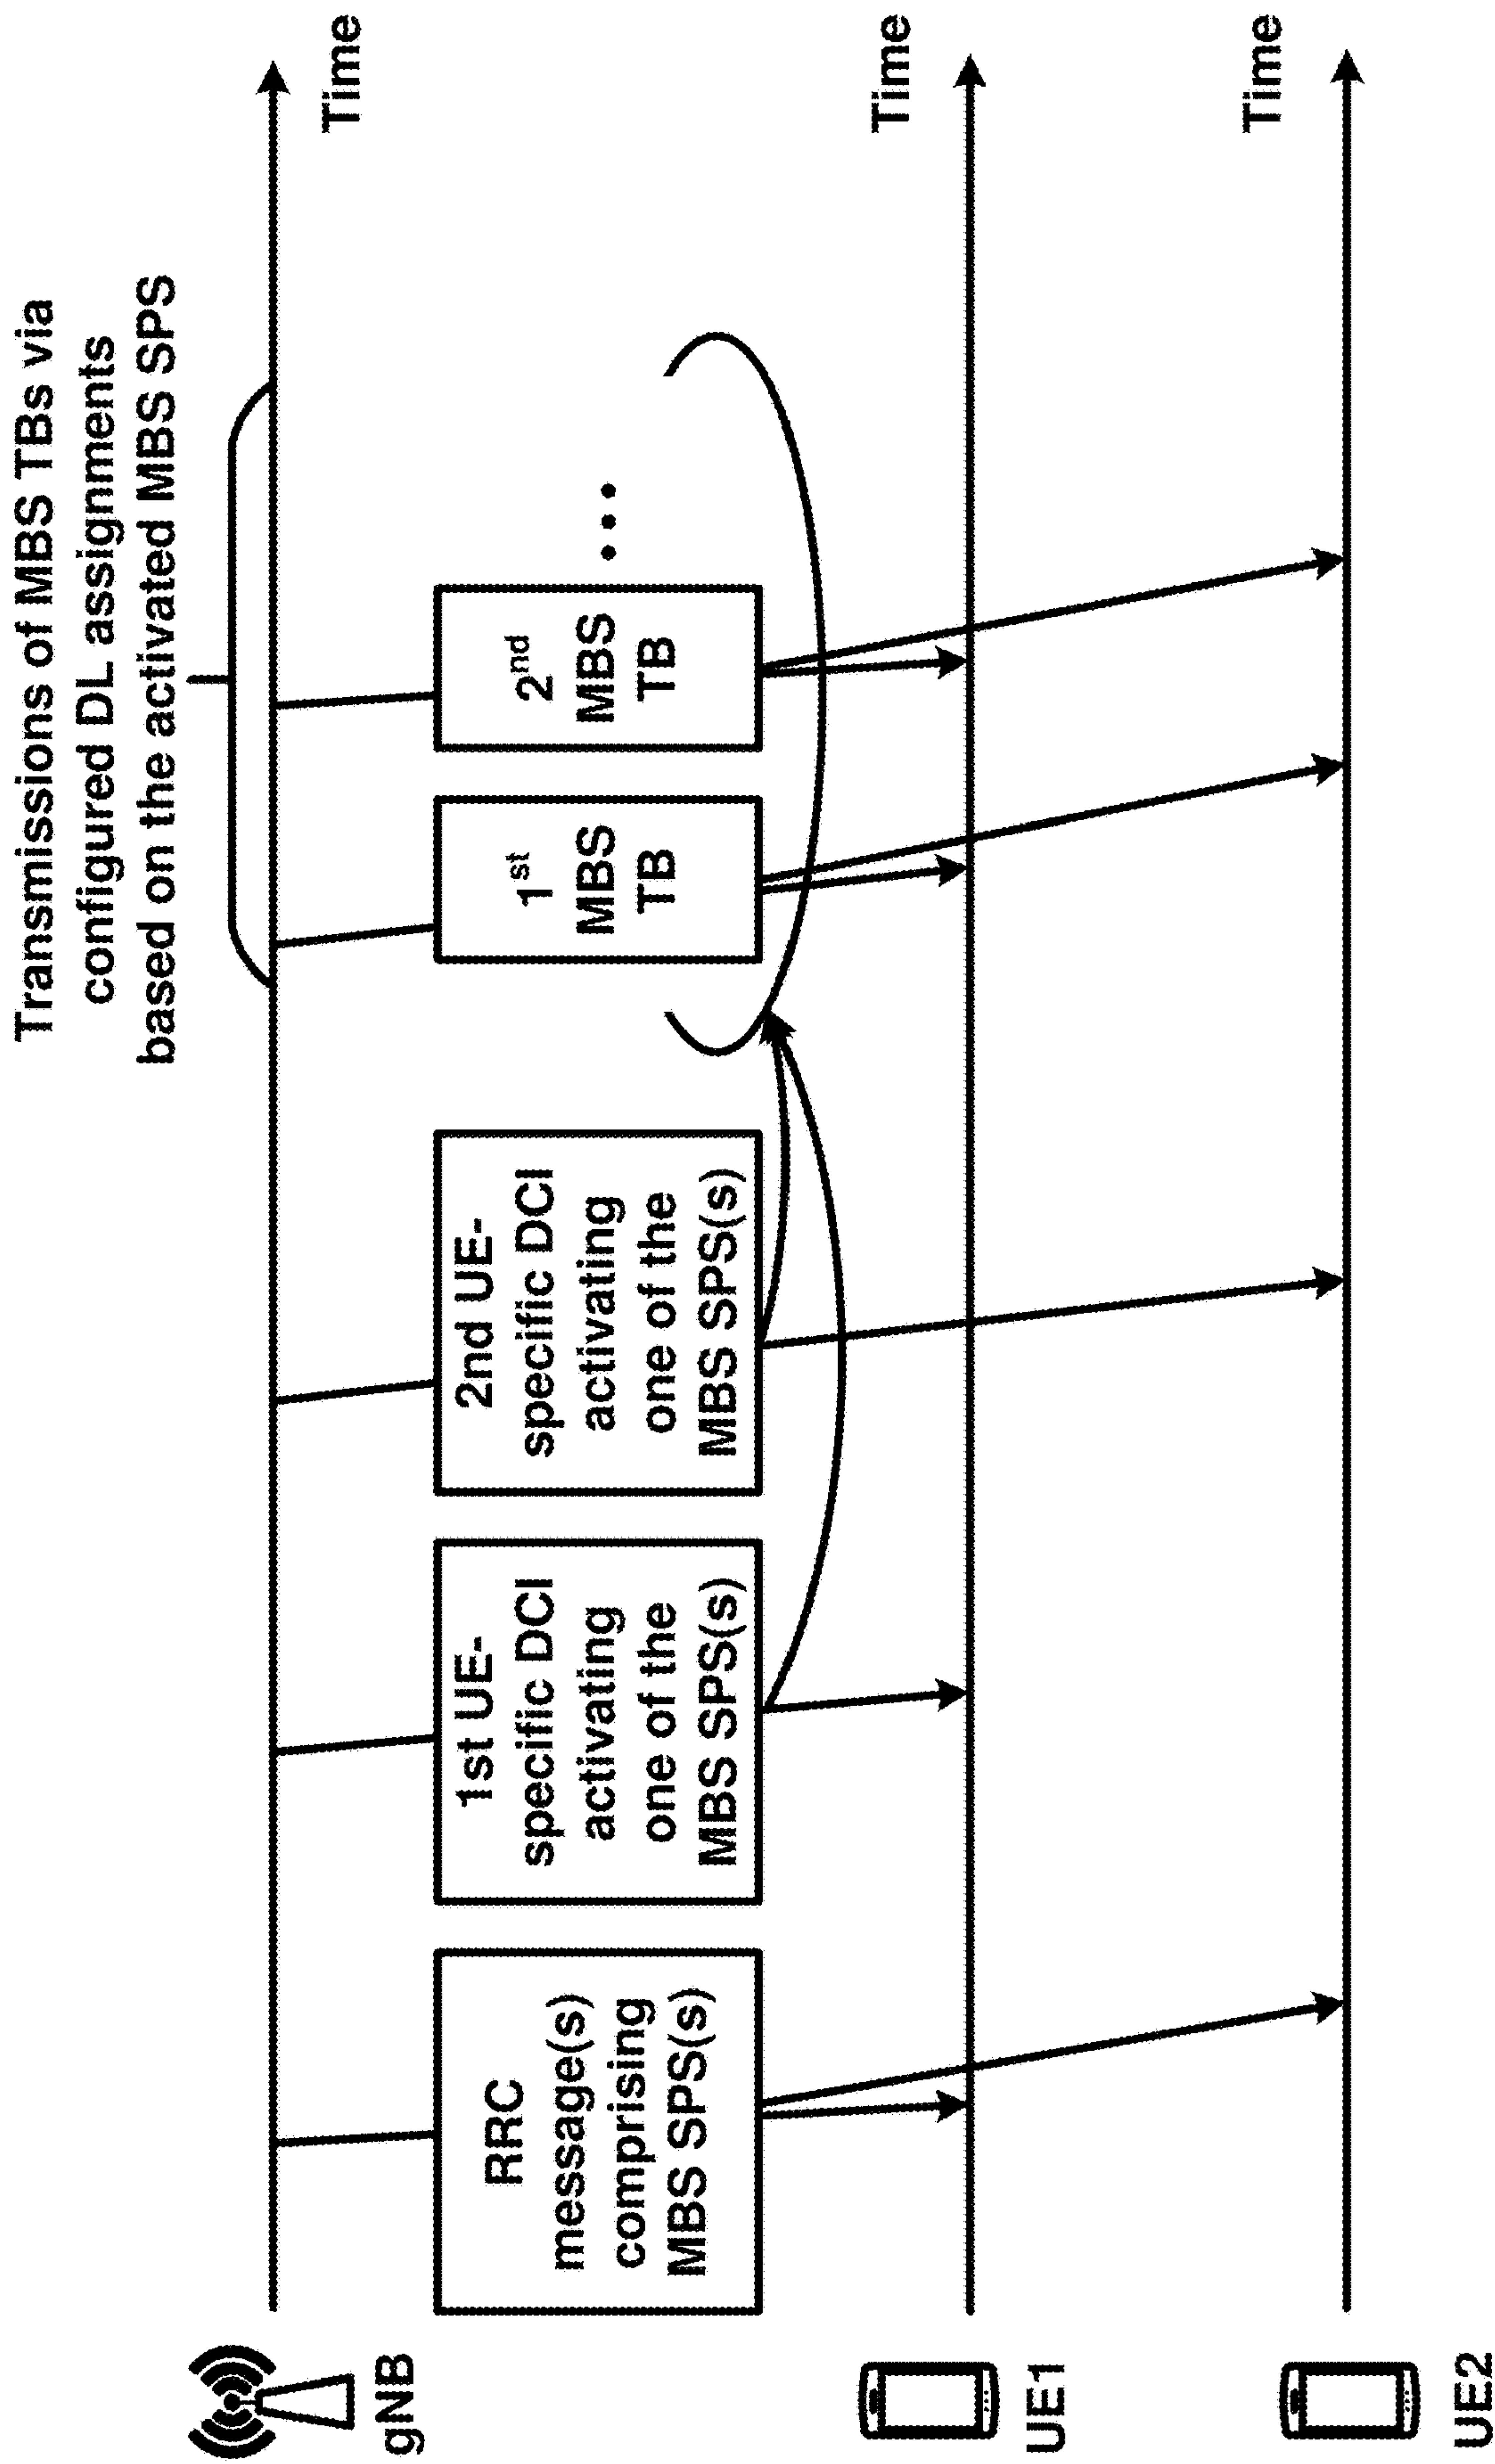 Transmissions of MBS TBs via
configured DL assignments
based on the activated MBS SPS
gNB
Time
RRC
message(s)
comprising
MBS SPS(s)
1st UE-
specific DCI
activating
one of the
MBS SPS(s)
2nd UE-
specific DCI
activating
one of the
MBS SPS(s)
1st
MBS
TB
2nd
MBS
TB
...
UE1
Time
UE2
Time